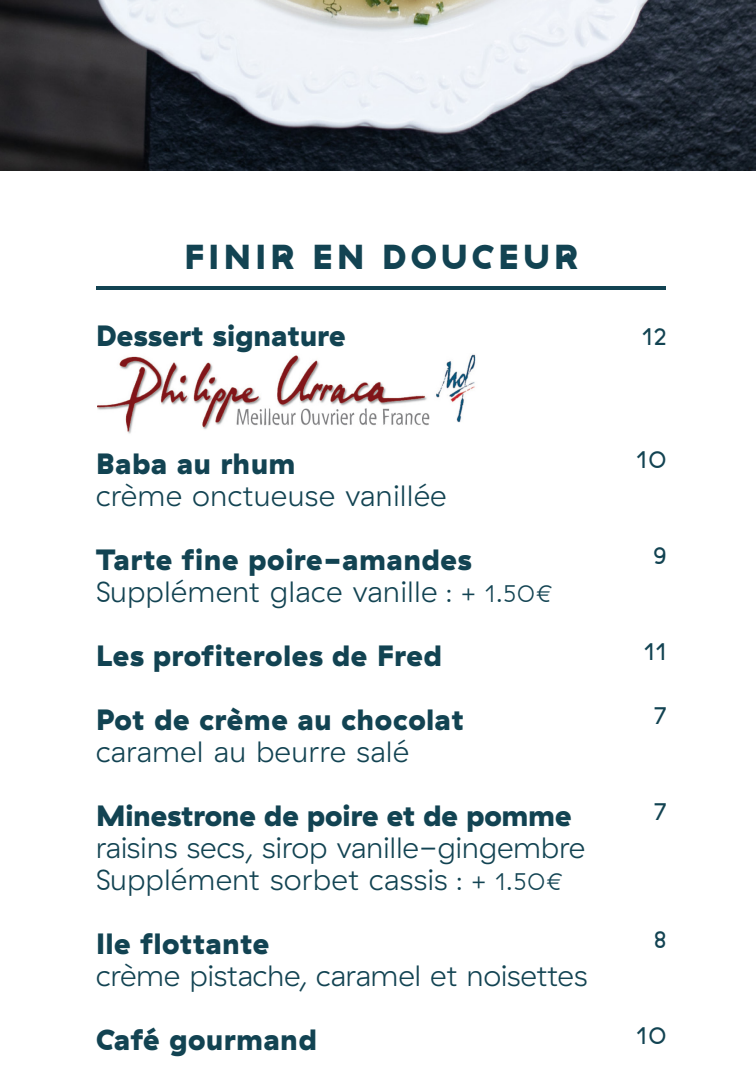 FINIR EN DOUCEUR
Dessert signature 12
Philippe Urraca mof
Meilleur Ouvrier de France
Baba au rhum 10
crème onctueuse vanillée
Tarte fine poire-amandes 9
Supplément glace vanille : + 1.50€
Les profiteroles de Fred 11
Pot de crème au chocolat 7
caramel au beurre salé
Minestrone de poire et de pomme 7
raisins secs, sirop vanille-gingembre
Supplément sorbet cassis : + 1.50€
Ile flottante 8
crème pistache, caramel et noisettes
Café gourmand 10